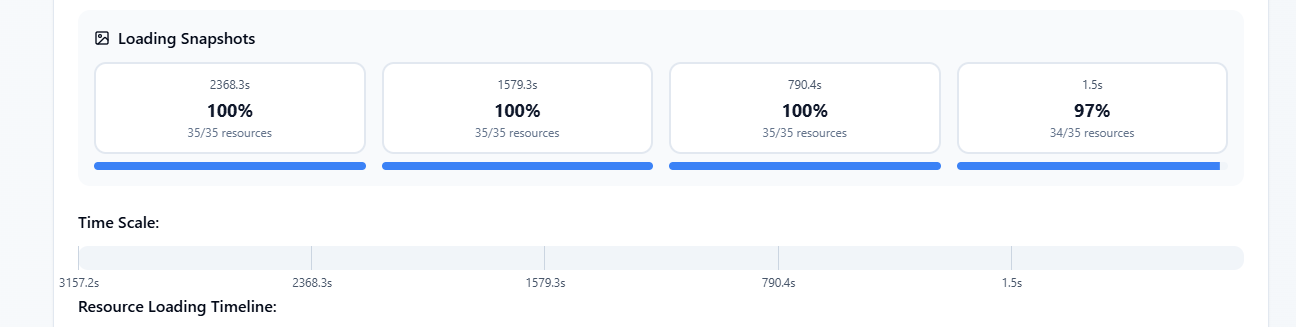 Loading Snapshots
2368.3s
100%
35/35 resources
1579.3s
100%
35/35 resources
790.4s
100%
35/35 resources
1.5s
97%
34/35 resources
Time Scale:
3157.2s 2368.3s 1579.3s 790.4s 1.5s
Resource Loading Timeline: